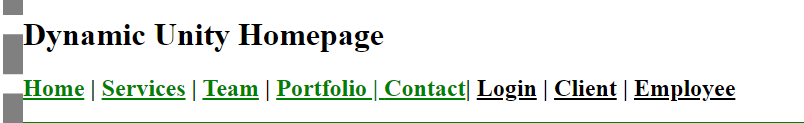 Dynamic Unity Homepage
Home | Services | Team | Portfolio | Contact| Login | Client | Employee